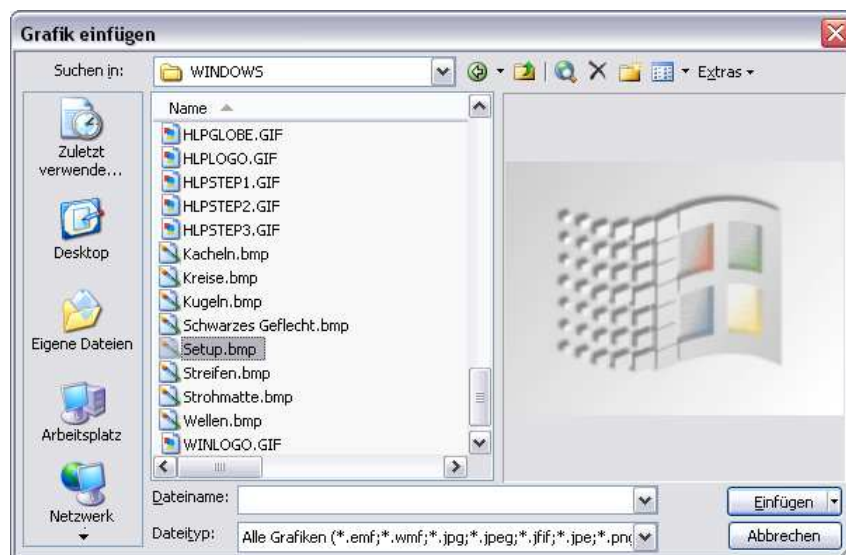 Grafik einfügen
Suchen in:
WINDOWS
Extras
Zuletzt
verwende...
Desktop
Eigene Dateien
Arbeitsplatz
Netzwerk
Name
HLPGLOBE.GIF
HLPLOGO.GIF
HLPSTEP1.GIF
HLPSTEP2.GIF
HLPSTEP3.GIF
Kacheln.bmp
Kreise.bmp
Kugeln.bmp
Schwarzes Geflecht.bmp
Setup.bmp
Streifen.bmp
Strohmatte.bmp
Wellen.bmp
WINLOGO.GIF
Dateiname:
Einfügen
Dateityp:
Alle Grafiken (*.emf;*.wmf;*.jpg;*.jpeg;*.jfif;*.jpe;*.png
Abbrechen